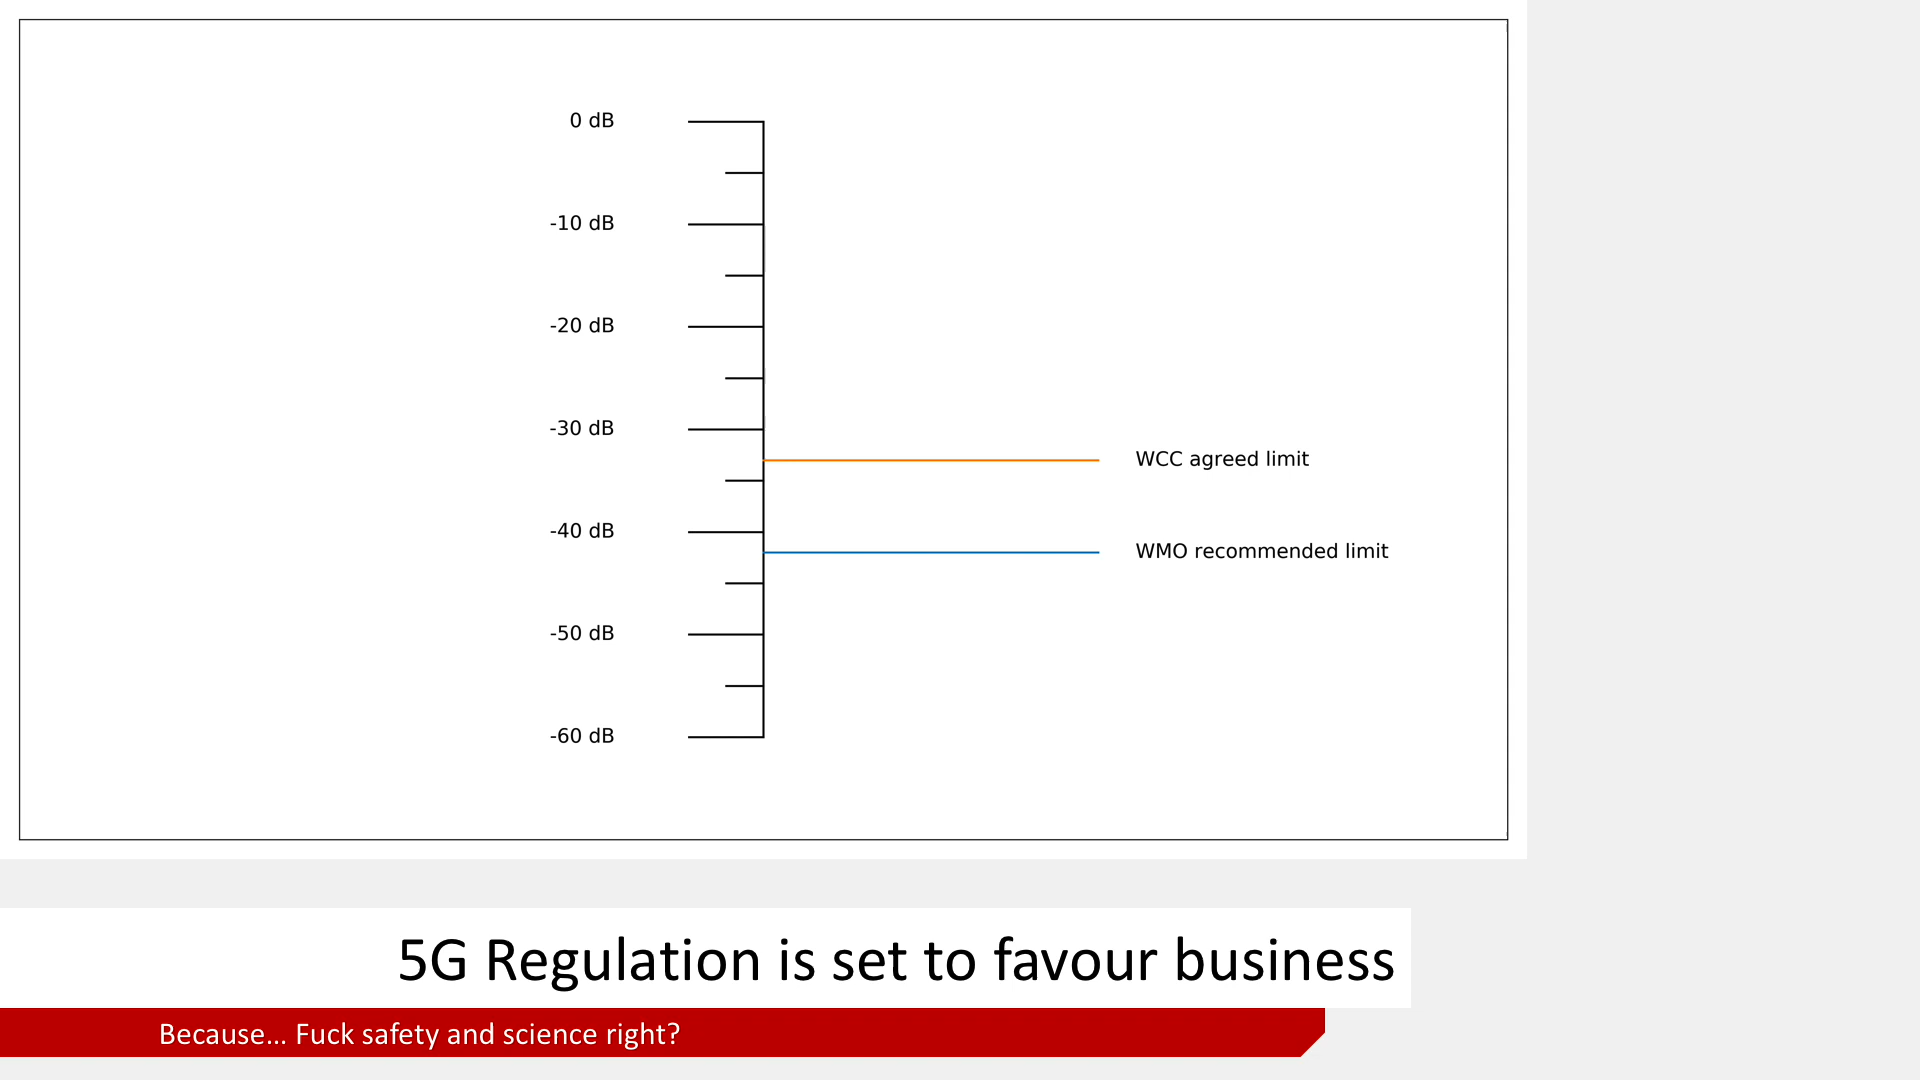 0 dB
-10 dB
-20 dB
-30 dB
WCC agreed limit
-40 dB
WMO recommended limit
-50 dB
-60 dB
5G Regulation is set to favour business
Because... Fuck safety and science right?